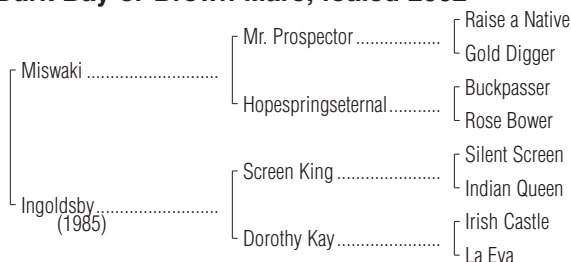 Dark Bay or Brown Mare; foaled 2002
Raise a Native
Mr. Prospector ..................
Gold Digger
Miswaki ............................
Buckpasser
Hopespringseternal...........
Rose Bower
Silent Screen
Screen King ......................
Indian Queen
Ingoldsby..........................
(1985)
Irish Castle
Dorothy Kay......................
La Eva